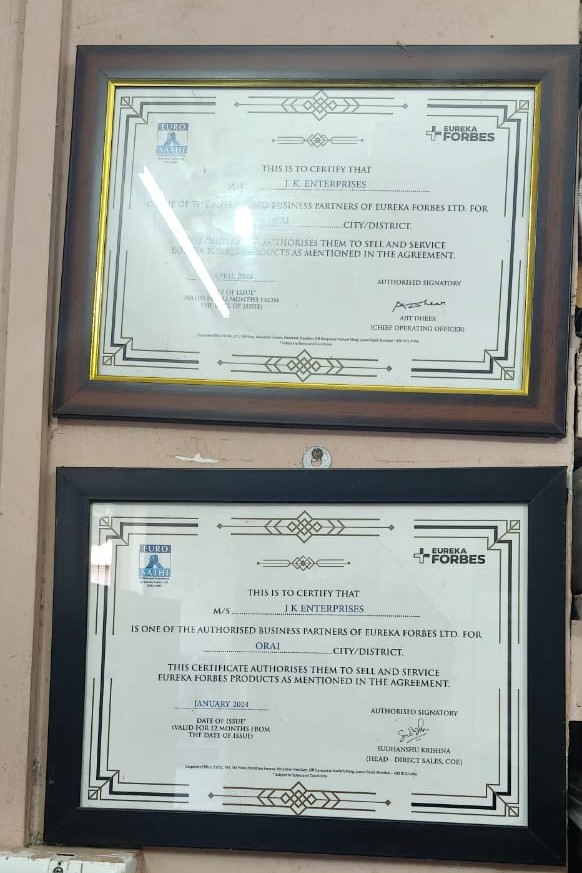 EURO
SATHI
EUREKA
FORBES
THIS IS TO CERTIFY THAT
M/S J. K. ENTERPRISES
IS ONE OF THE BUSINESS PARTNERS OF EUREKA FORBES LTD. FOR
CITY/DISTRICT.
AUTHORISES THEM TO SELL AND SERVICE
PRODUCTS AS MENTIONED IN THE AGREEMENT.
APRIL 2024
OF ISSUE"
(VALID FOR 12 MONTHS FROM
THE DATE OF ISSUE)
AUTHORISED SIGNATORY
AJIT DHEER
(CHIEF OPERATING OFFICER)
EURO
SATHI
EUREKA
FORBES
THIS IS TO CERTIFY THAT
M/S J K ENTERPRISES
IS ONE OF THE AUTHORISED BUSINESS PARTNERS OF EUREKA FORBES LTD. FOR
ORAI CITY/DISTRICT.
THIS CERTIFICATE AUTHORISES THEM TO SELL AND SERVICE
EUREKA FORBES PRODUCTS AS MENTIONED IN THE AGREEMENT.
JANUARY 2024
DATE OF ISSUE"
(VALID FOR 12 MONTHS FROM
THE DATE OF ISSUE)
AUTHORISED SIGNATORY
SUDHANSHU KRISHNA
(HEAD - DIRECT SALES, COE)